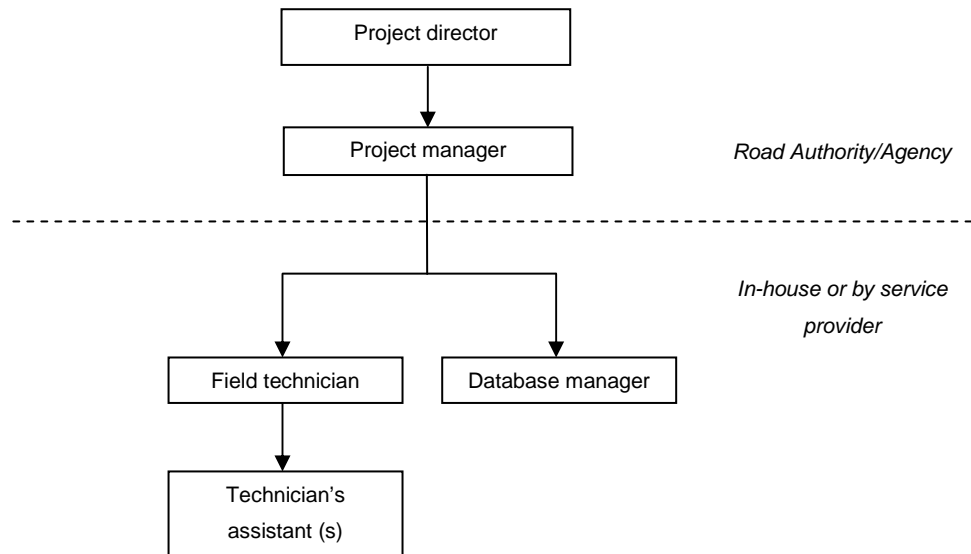 Project director
Project manager
Road Authority/Agency
In-house or by service
provider
Field technician
Database manager
Technician’s
assistant (s)